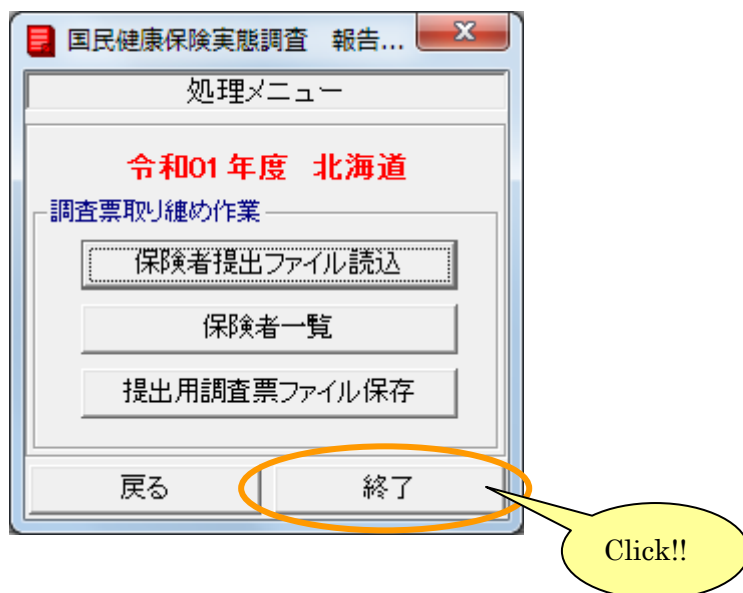 国民健康保険実態調査　報告...
処理メニュー
令和01年度　北海道
調査票取り纏め作業
保険者提出ファイル読込
保険者一覧
提出用調査票ファイル保存
戻る
終了
Click!!